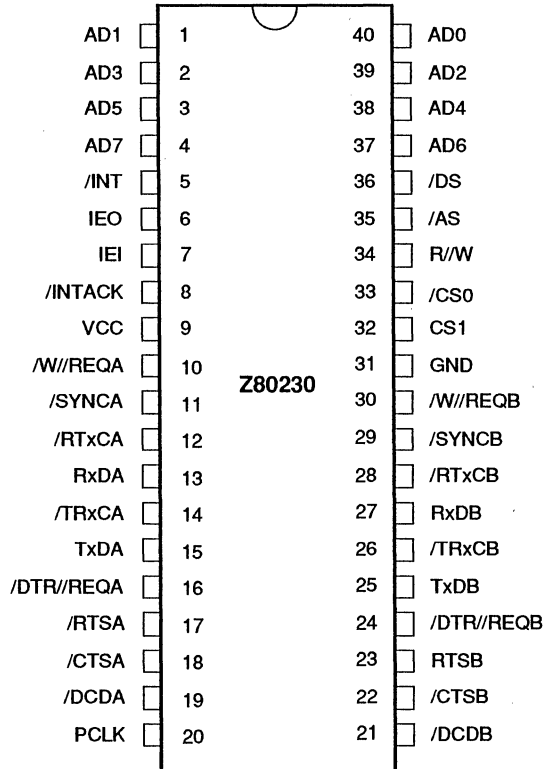 AD1 1 40 AD0
AD3 2 39 AD2
AD5 3 38 AD4
AD7 4 37 AD6
/INT 5 36 /DS
IEO 6 35 /AS
IEI 7 34 R//W
/INTACK 8 33 /CS0
VCC 9 32 CS1
/W//REQA 10 31 GND
Z80230
/SYNCA 11 30 /W//REQB
/RTxCA 12 29 /SYNCB
RxDA 13 28 /RTxCB
/TRxCA 14 27 RxDB
TxDA 15 26 /TRxCB
/DTR//REQA 16 25 TxDB
/RTSA 17 24 /DTR//REQB
/CTSA 18 23 RTSB
/DCDA 19 22 /CTSB
PCLK 20 21 /DCDB